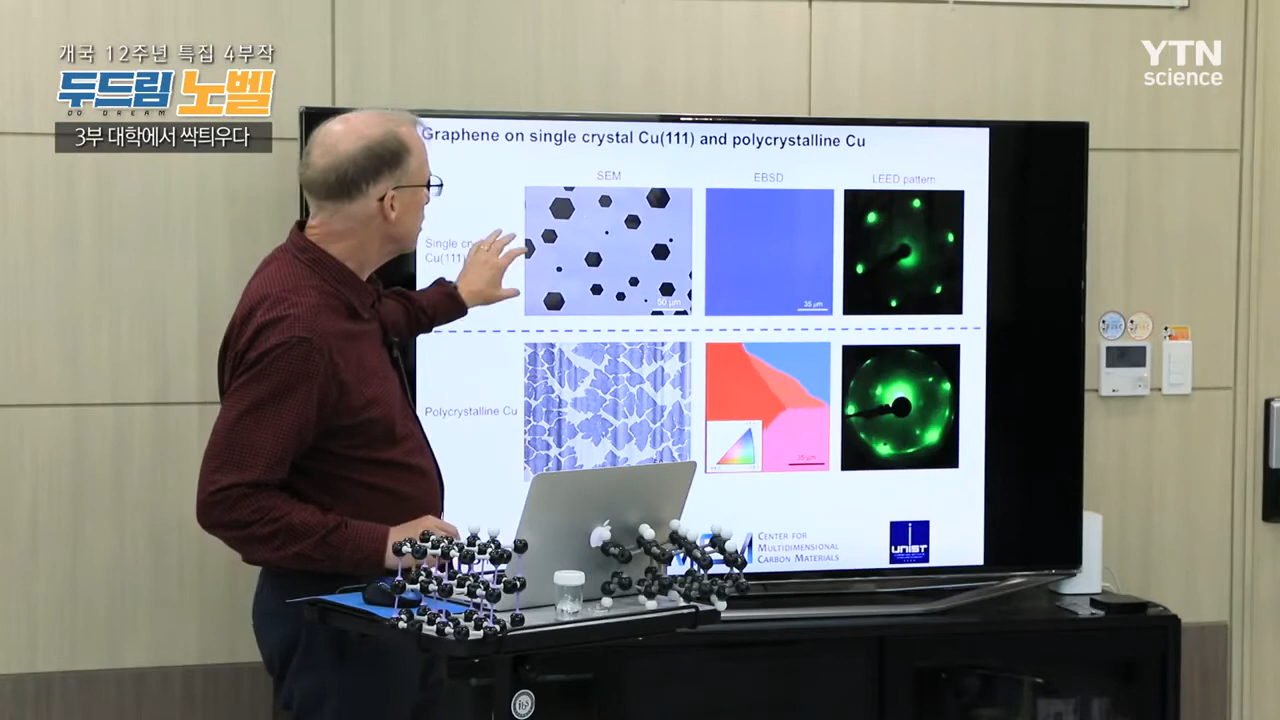 개국 12주년 특집 4부작
두드림 노벨
DO DREAM
3부 대학에서 싹틔우다
YTN
science
Graphene on single crystal Cu(111) and polycrystalline Cu
SEM
EBSD
LEED pattern
Single
Cu(111)
50 μm
35 μm
Polycrystalline Cu
35 μm
CENTER FOR
MULTIDIMENSIONAL
CARBON MATERIALS
UNIST
ibs